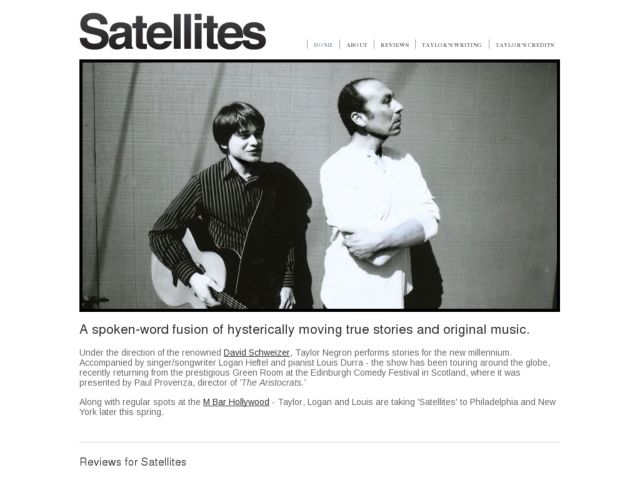 Satellites
HOME ABOUT REVIEWS TAYLOR'S WRITING TAYLOR'S CREDITS
A spoken-word fusion of hysterically moving true stories and original music.
Under the direction of the renowned David Schweizer, Taylor Negron performs stories for the new millennium.
Accompanied by singer/songwriter Logan Heftel and pianist Louis Durra - the show has been touring around the globe,
recently returning from the prestigious Green Room at the Edinburgh Comedy Festival in Scotland, where it was
presented by Paul Provenza, director of 'The Aristocrats.'
Along with regular spots at the M Bar Hollywood - Taylor, Logan and Louis are taking 'Satellites' to Philadelphia and New
York later this spring.
Reviews for Satellites